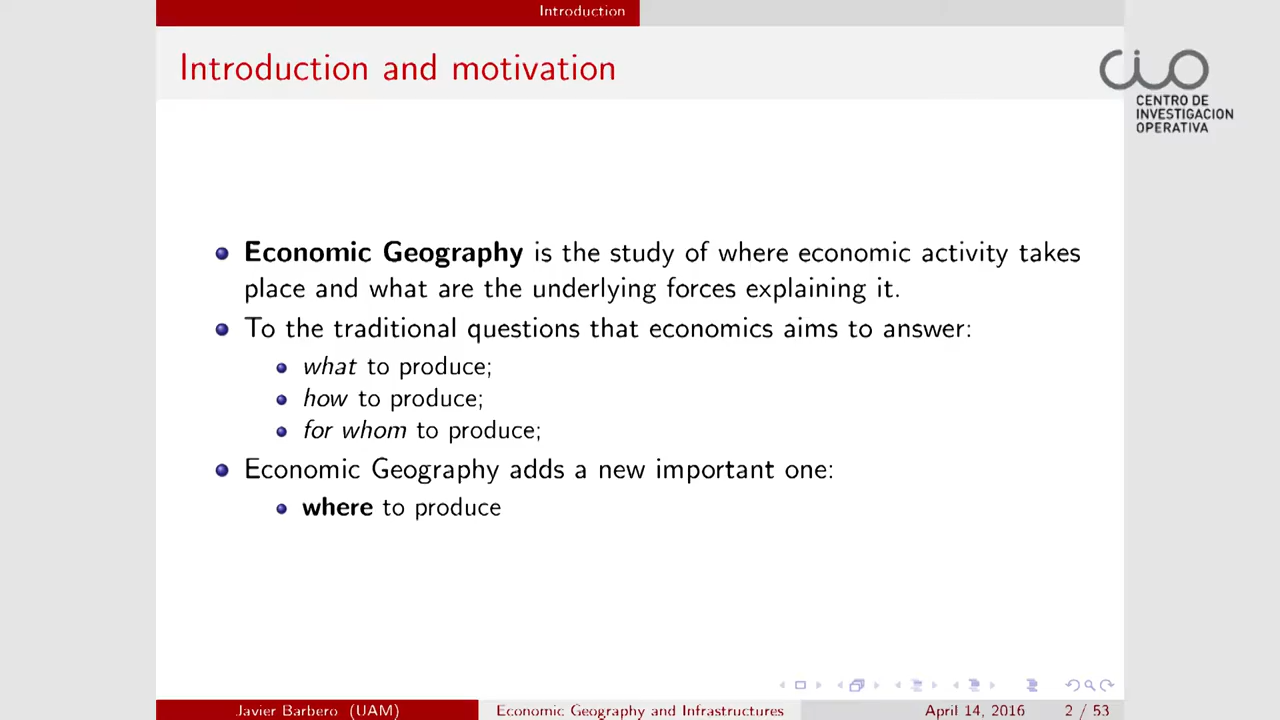 Introduction
Introduction and motivation
CIO
CENTRO DE
INVESTIGACION
OPERATIVA
Economic Geography is the study of where economic activity takes
place and what are the underlying forces explaining it.
To the traditional questions that economics aims to answer:
what to produce;
how to produce;
for whom to produce;
Economic Geography adds a new important one:
where to produce
Javier Barbero (UAM)
Economic Geography and Infrastructures
April 14, 2016
2 / 53